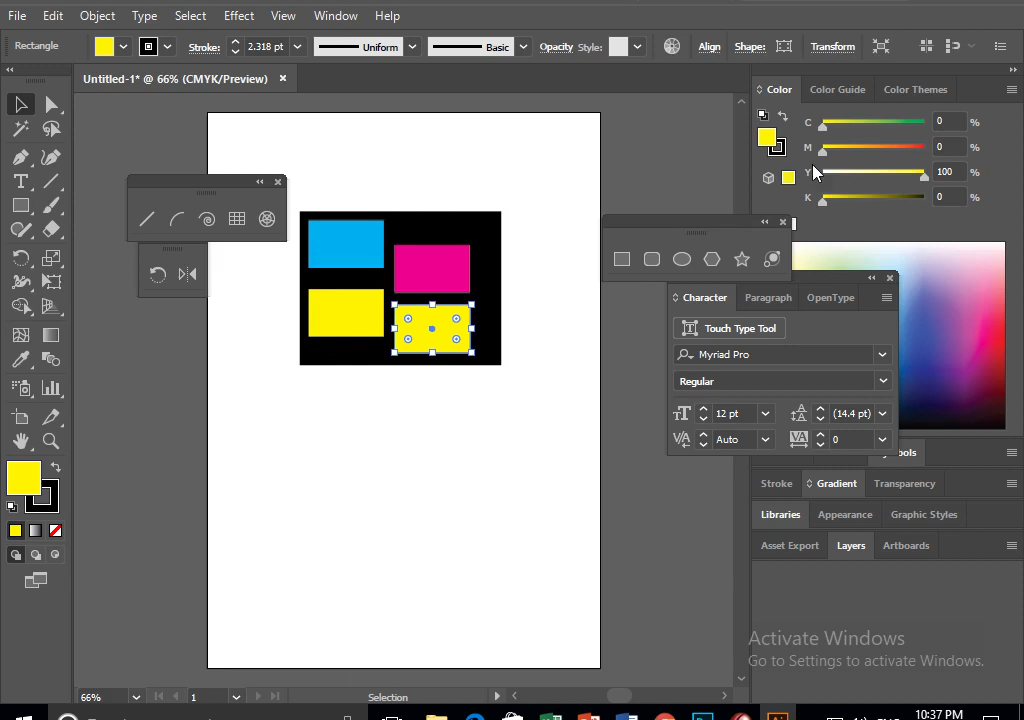 File Edit Object Type Select Effect View Window Help
Rectangle Stroke: 2.318 pt Uniform Basic Opacity Style: Align Shape: Transform
Untitled-1* @ 66% (CMYK/Preview) ×
Color Color Guide Color Themes
C 0 %
M 0 %
Y 100 %
K 0 %
Character Paragraph OpenType
Touch Type Tool
Myriad Pro
Regular
12 pt (14.4 pt)
Auto 0
Stroke Gradient Transparency
Libraries Appearance Graphic Styles
Asset Export Layers Artboards
Activate Windows
Go to Settings to activate Windows.
66% 1 Selection
10:37 PM